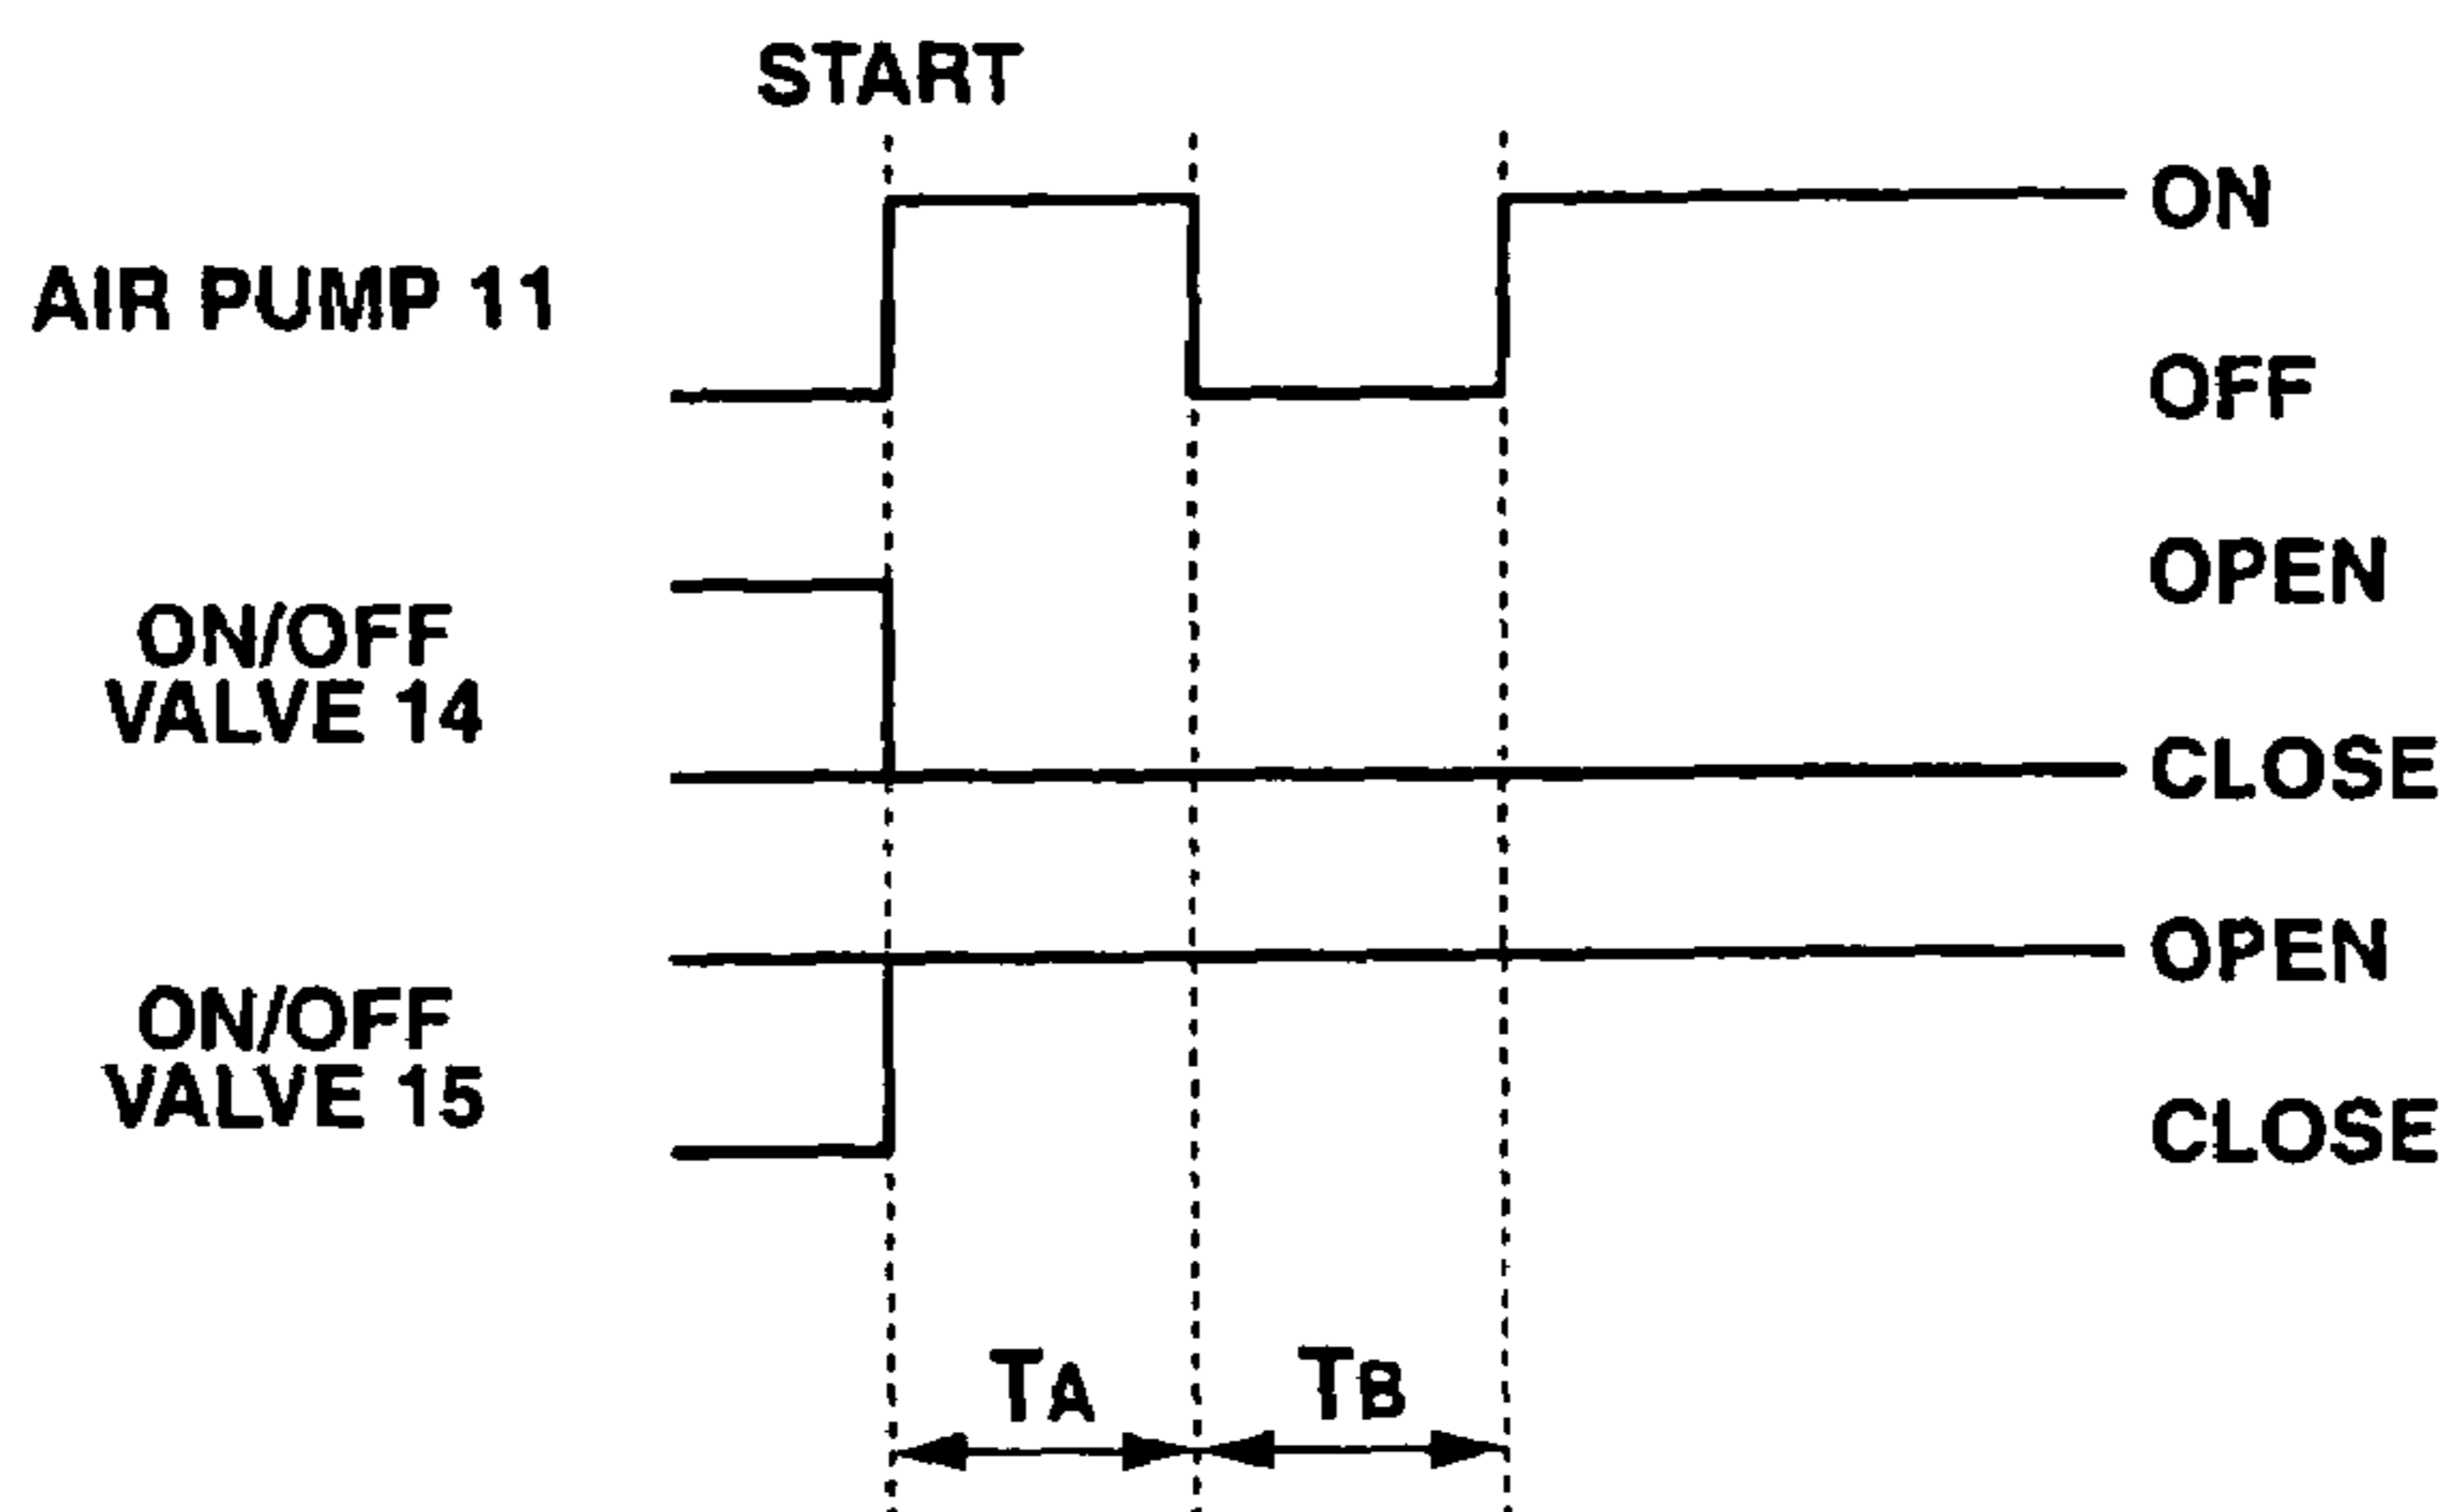 START
AIR PUMP 11
ON
OFF
ON/OFF
VALVE 14
OPEN
CLOSE
ON/OFF
VALVE 15
OPEN
CLOSE
TA
TB